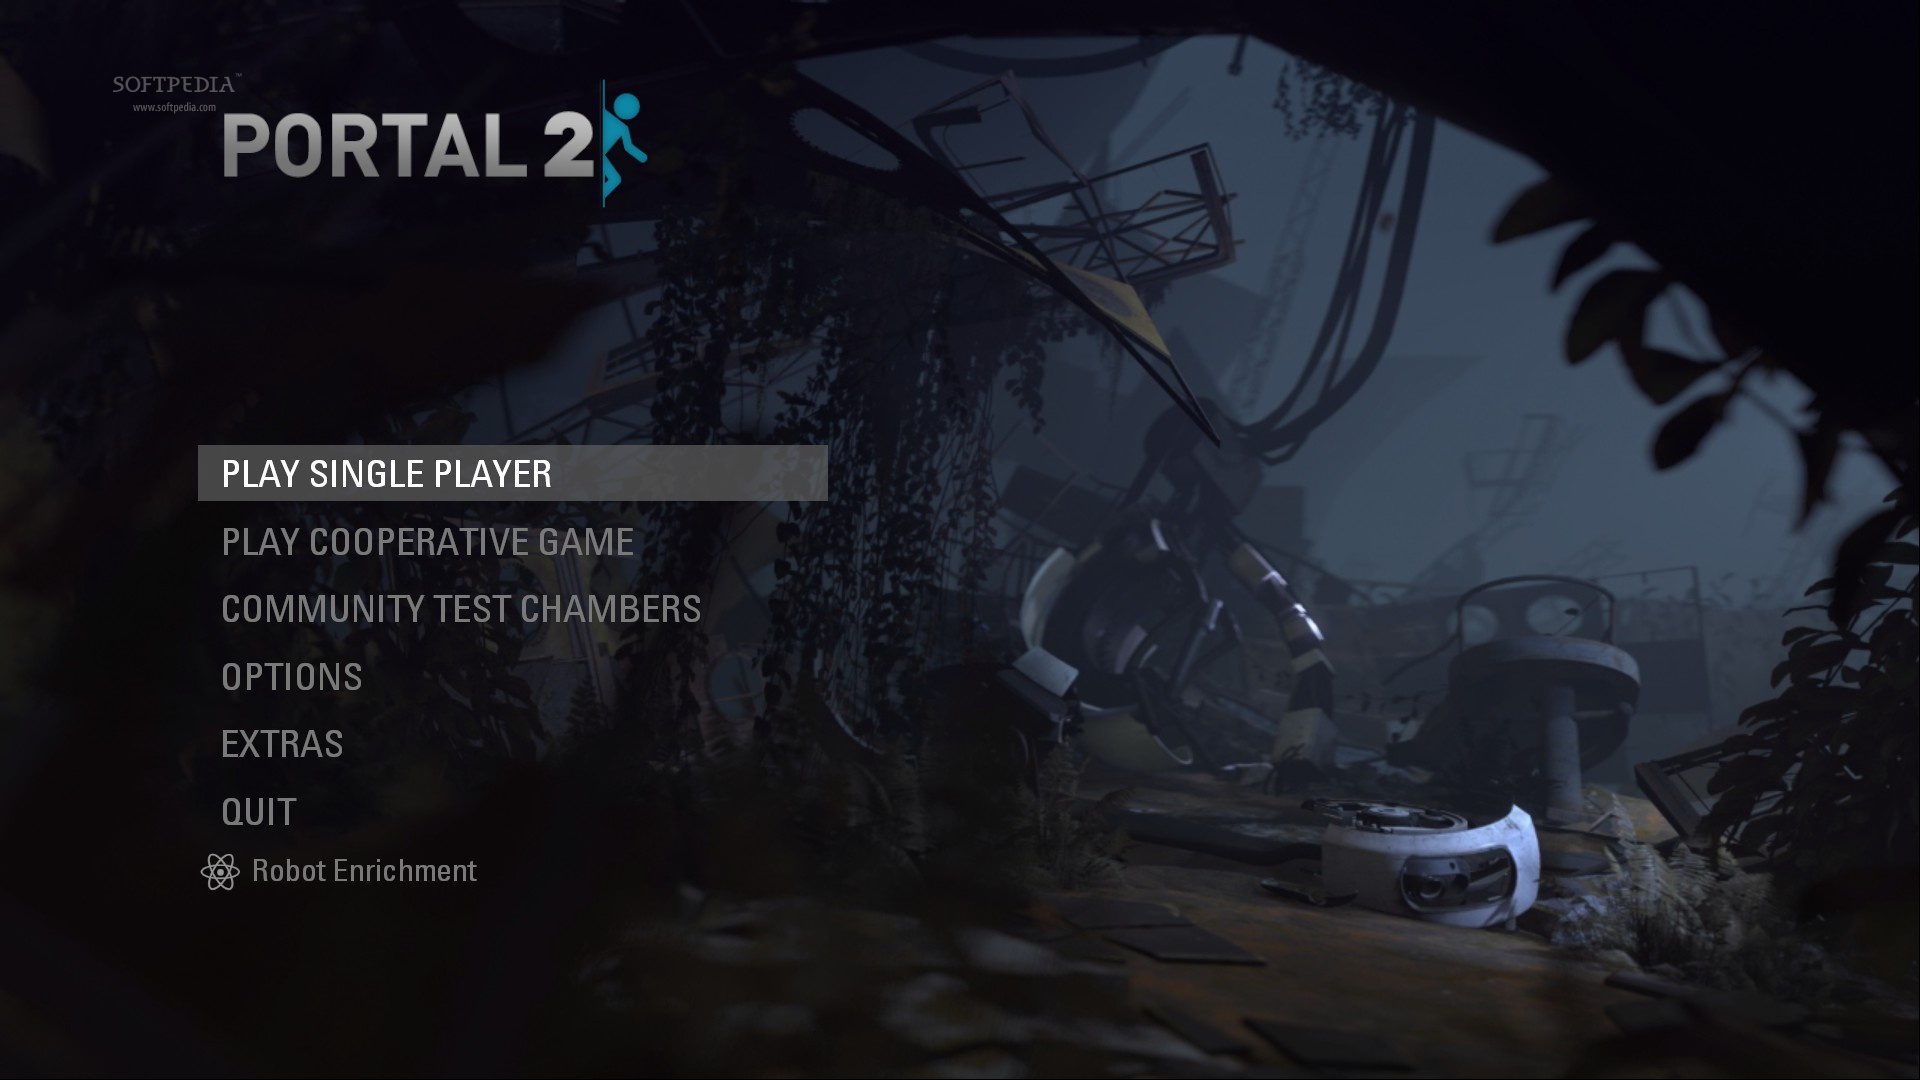 SOFTPEDIA™
www.softpedia.com
PORTAL 2
PLAY SINGLE PLAYER
PLAY COOPERATIVE GAME
COMMUNITY TEST CHAMBERS
OPTIONS
EXTRAS
QUIT
Robot Enrichment